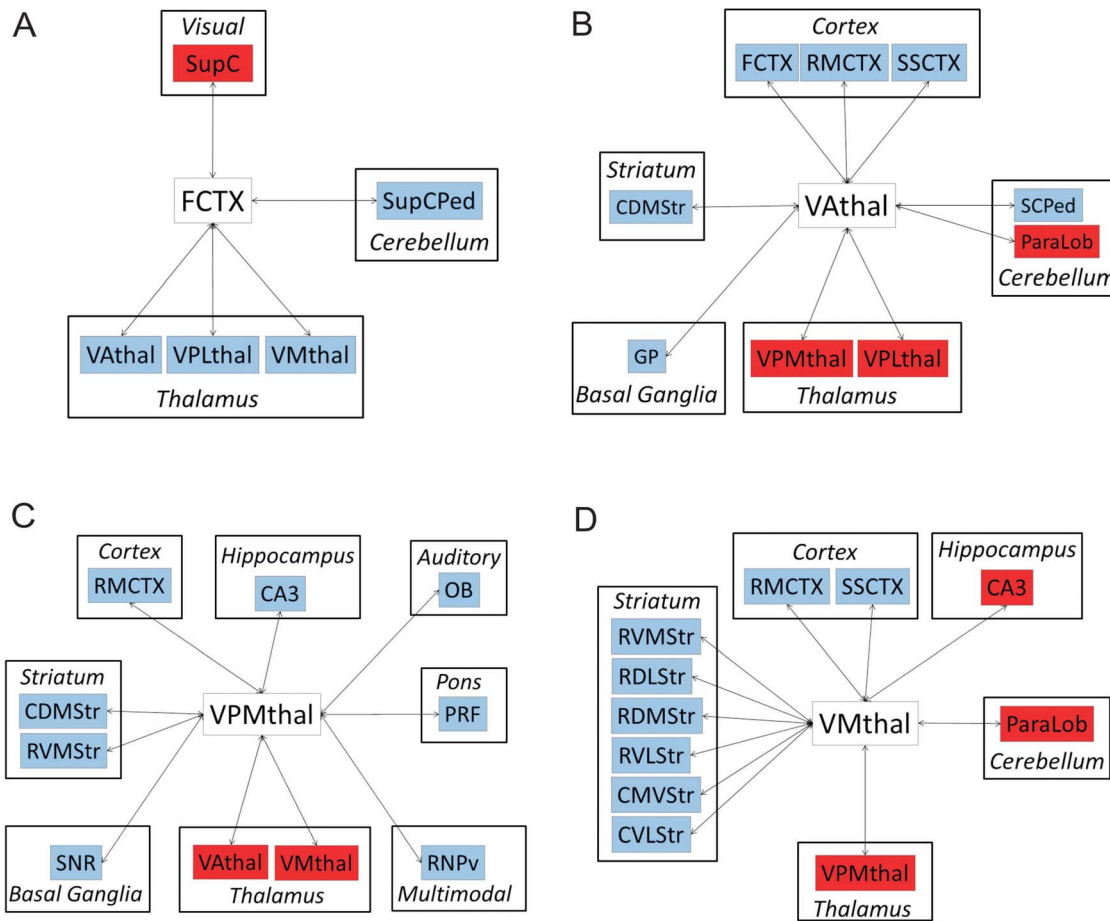 A
Visual
SupC
FCTX
SupCPed
Cerebellum
VAthal VPLthal VMthal
Thalamus
B
Cortex
FCTX RMCTX SSCTX
Striatum
CDMStr
VAthal
SCPed
ParaLob
Cerebellum
GP
Basal Ganglia
VPMthal VPLthal
Thalamus
C
Cortex
RMCTX
Hippocampus
CA3
Auditory
OB
Striatum
CDMStr
RVMStr
VPMthal
Pons
PRF
SNR
Basal Ganglia
VAthal VMthal
Thalamus
RNPv
Multimodal
D
Cortex
RMCTX SSCTX
Hippocampus
CA3
Striatum
RVMStr
RDLStr
RDMStr
RVLStr
CMVStr
CVLStr
VMthal
ParaLob
Cerebellum
VPMthal
Thalamus